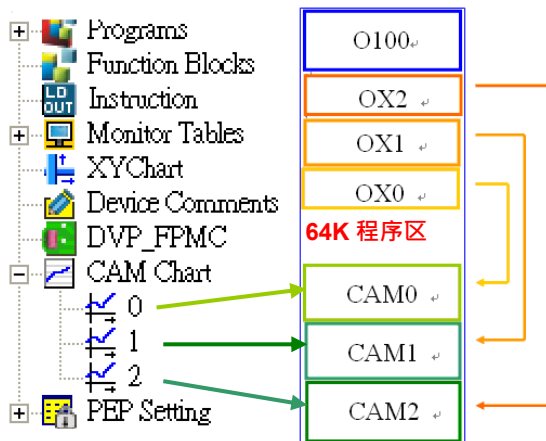 Programs
Function Blocks
LD OUT Instruction
Monitor Tables
XYChart
Device Comments
DVP_FPMC
CAM Chart
0
1
2
PEP Setting
O100
OX2
OX1
OX0
64K 程序区
CAM0
CAM1
CAM2